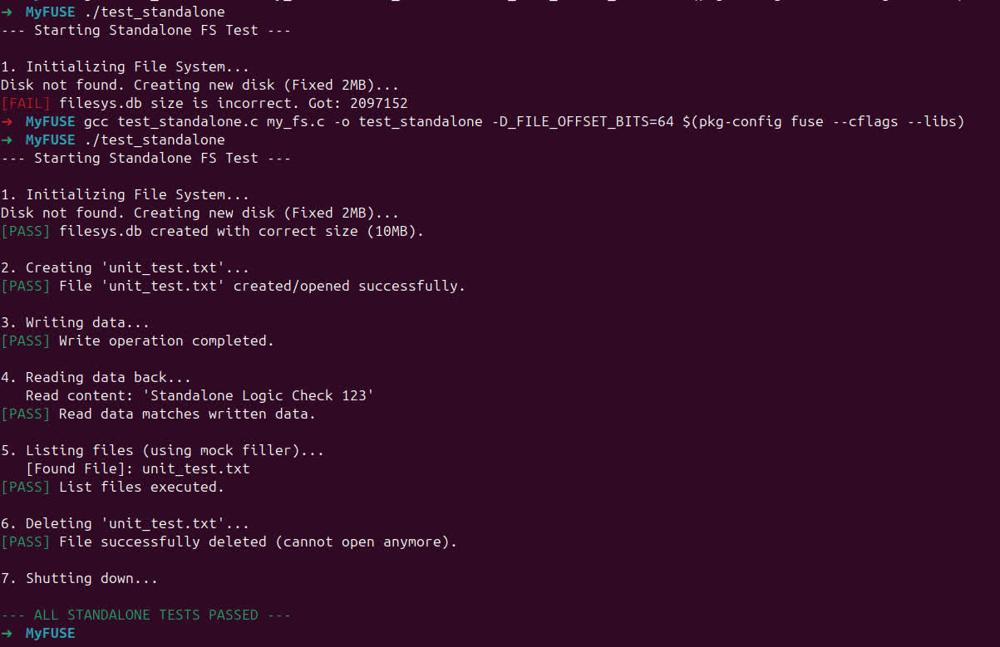 ➜ MyFUSE ./test_standalone
--- Starting Standalone FS Test ---
1. Initializing File System...
Disk not found. Creating new disk (Fixed 2MB)...
[FAIL] filesys.db size is incorrect. Got: 2097152
➜ MyFUSE gcc test_standalone.c my_fs.c -o test_standalone -D_FILE_OFFSET_BITS=64 $(pkg-config fuse --cflags --libs)
➜ MyFUSE ./test_standalone
--- Starting Standalone FS Test ---
1. Initializing File System...
Disk not found. Creating new disk (Fixed 2MB)...
[PASS] filesys.db created with correct size (10MB).
2. Creating 'unit_test.txt'...
[PASS] File 'unit_test.txt' created/opened successfully.
3. Writing data...
[PASS] Write operation completed.
4. Reading data back...
Read content: 'Standalone Logic Check 123'
[PASS] Read data matches written data.
5. Listing files (using mock filler)...
[Found File]: unit_test.txt
[PASS] List files executed.
6. Deleting 'unit_test.txt'...
[PASS] File successfully deleted (cannot open anymore).
7. Shutting down...
--- ALL STANDALONE TESTS PASSED ---
➜ MyFUSE